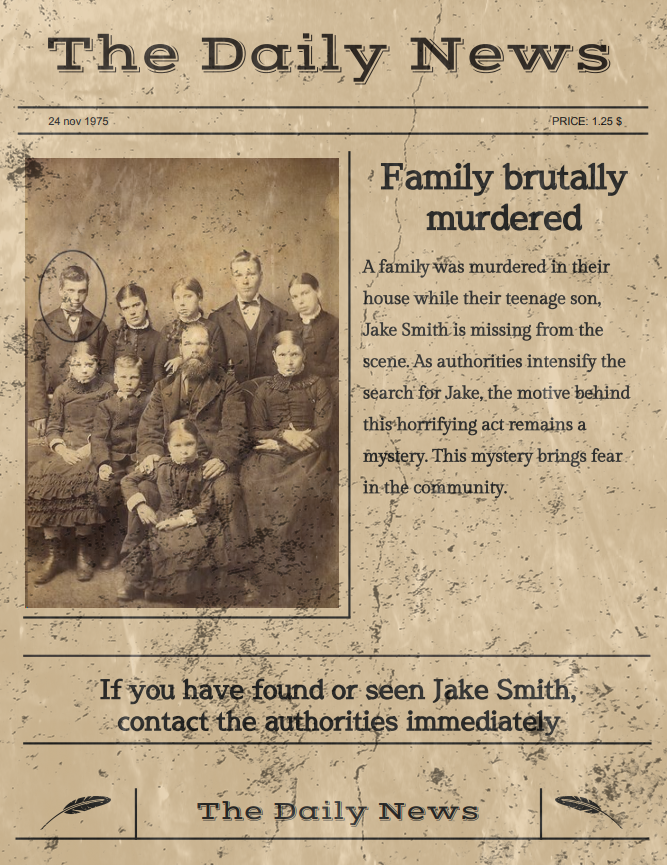 The Daily News
24 nov 1975
PRICE: 1.25 $
Family brutally
murdered
A family was murdered in their
house while their teenage son,
Jake Smith is missing from the
scene. As authorities intensify the
search for Jake, the motive behind
this horrifying act remains a
mystery. This mystery brings fear
in the community.
If you have found or seen Jake Smith,
contact the authorities immediately
The Daily News